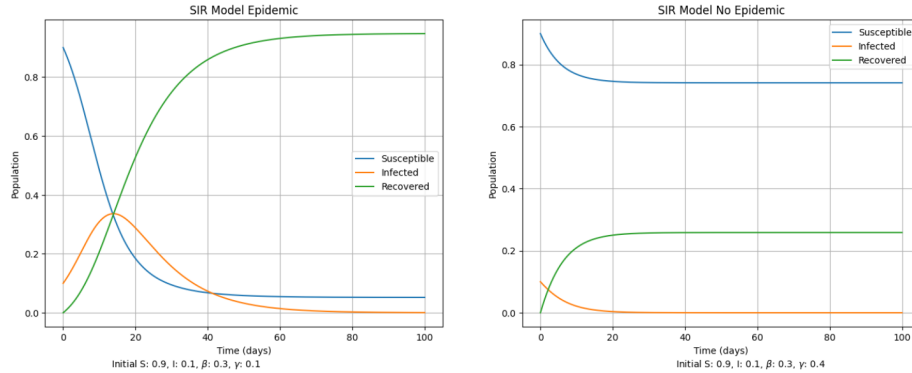 SIR Model Epidemic
0.8
0.6
0.4
0.2
0.0
Population
Susceptible
Infected
Recovered
0
20
40
60
80
100
Time (days)
Initial S: 0.9, I: 0.1, β: 0.3, γ: 0.1
SIR Model No Epidemic
0.8
0.6
0.4
0.2
0.0
Population
Susceptible
Infected
Recovered
0
20
40
60
80
100
Time (days)
Initial S: 0.9, I: 0.1, β: 0.3, γ: 0.4